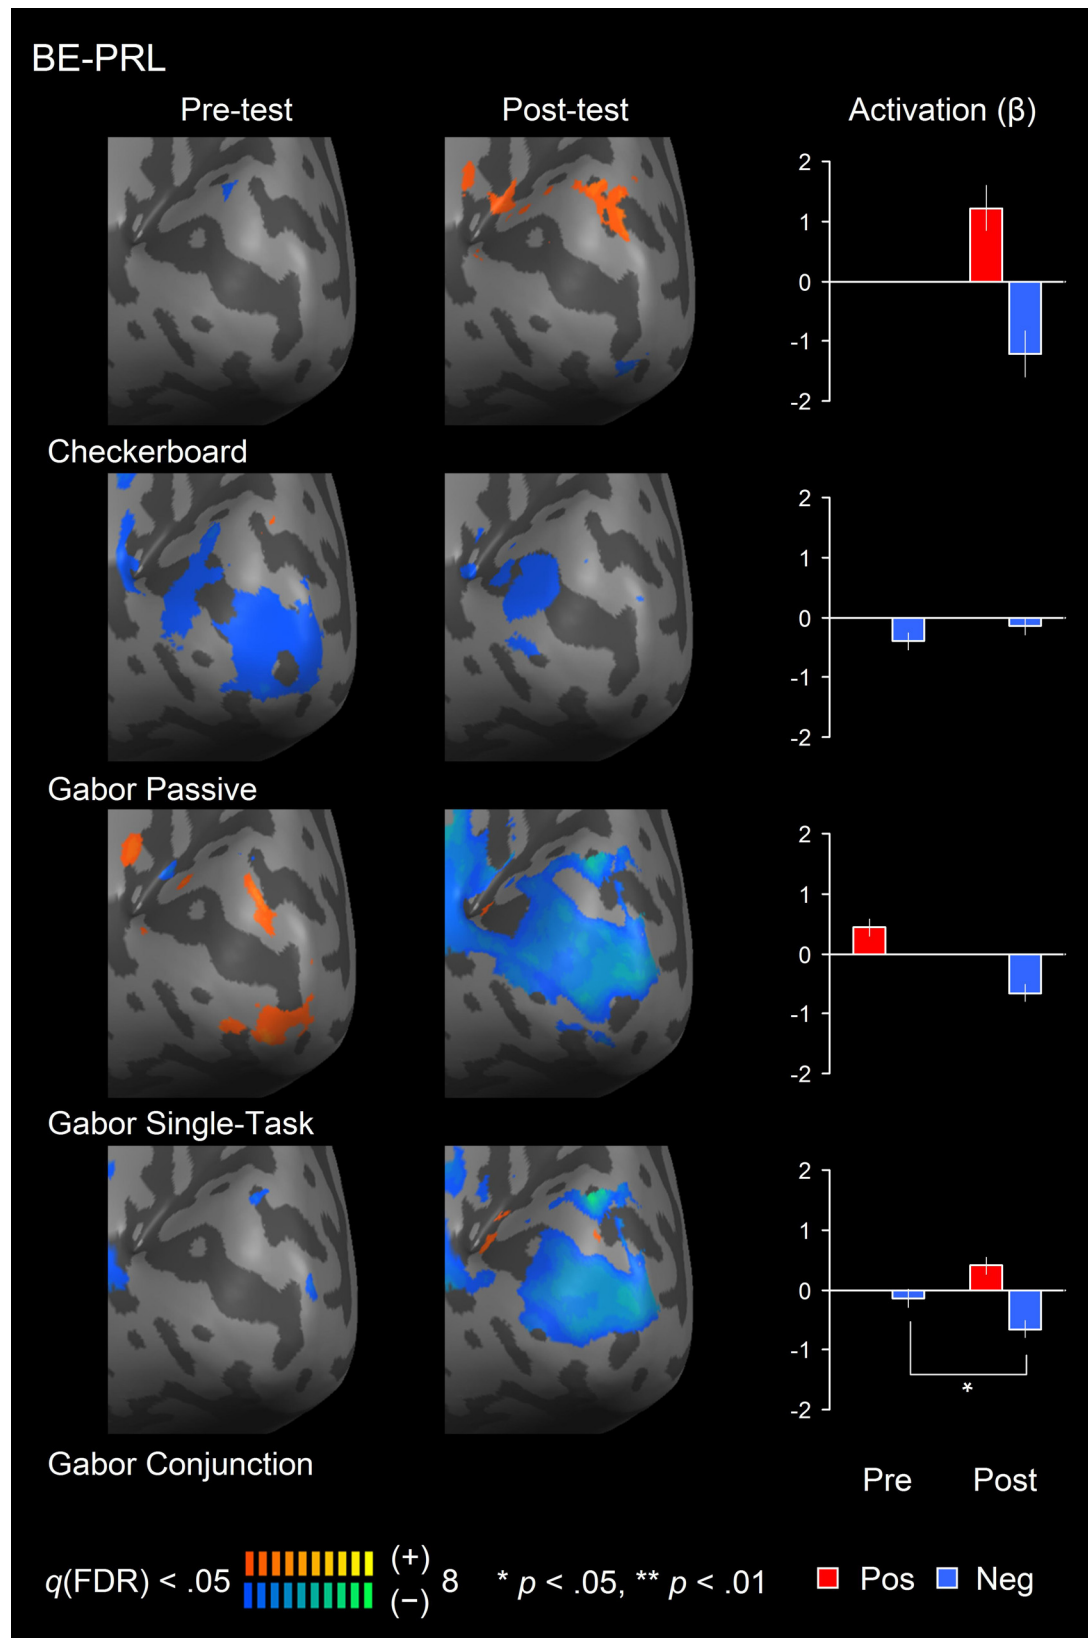 BE-PRL
Pre-test Post-test Activation (β)
2
1
0
-1
-2
Checkerboard
2
1
0
-1
-2
Gabor Passive
2
1
0
-1
-2
Gabor Single-Task
2
1
0
-1
-2
*
Gabor Conjunction
Pre Post
q(FDR) < .05 (+) (−) 8 * p < .05, ** p < .01 Pos Neg